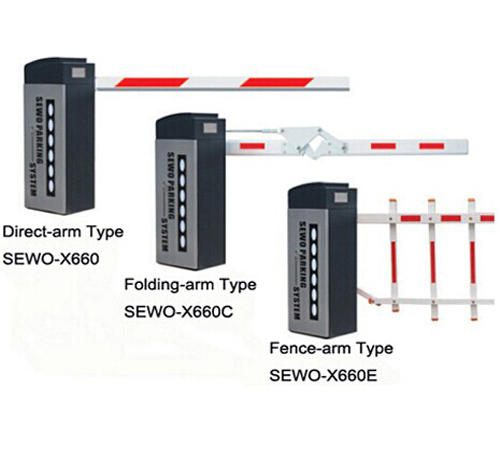 SEWO PARKING
SYSTEM
Direct-arm Type
SEWO-X660
SEWO PARKING
SYSTEM
Folding-arm Type
SEWO-X660C
SEWO PARKING
SYSTEM
Fence-arm Type
SEWO-X660E